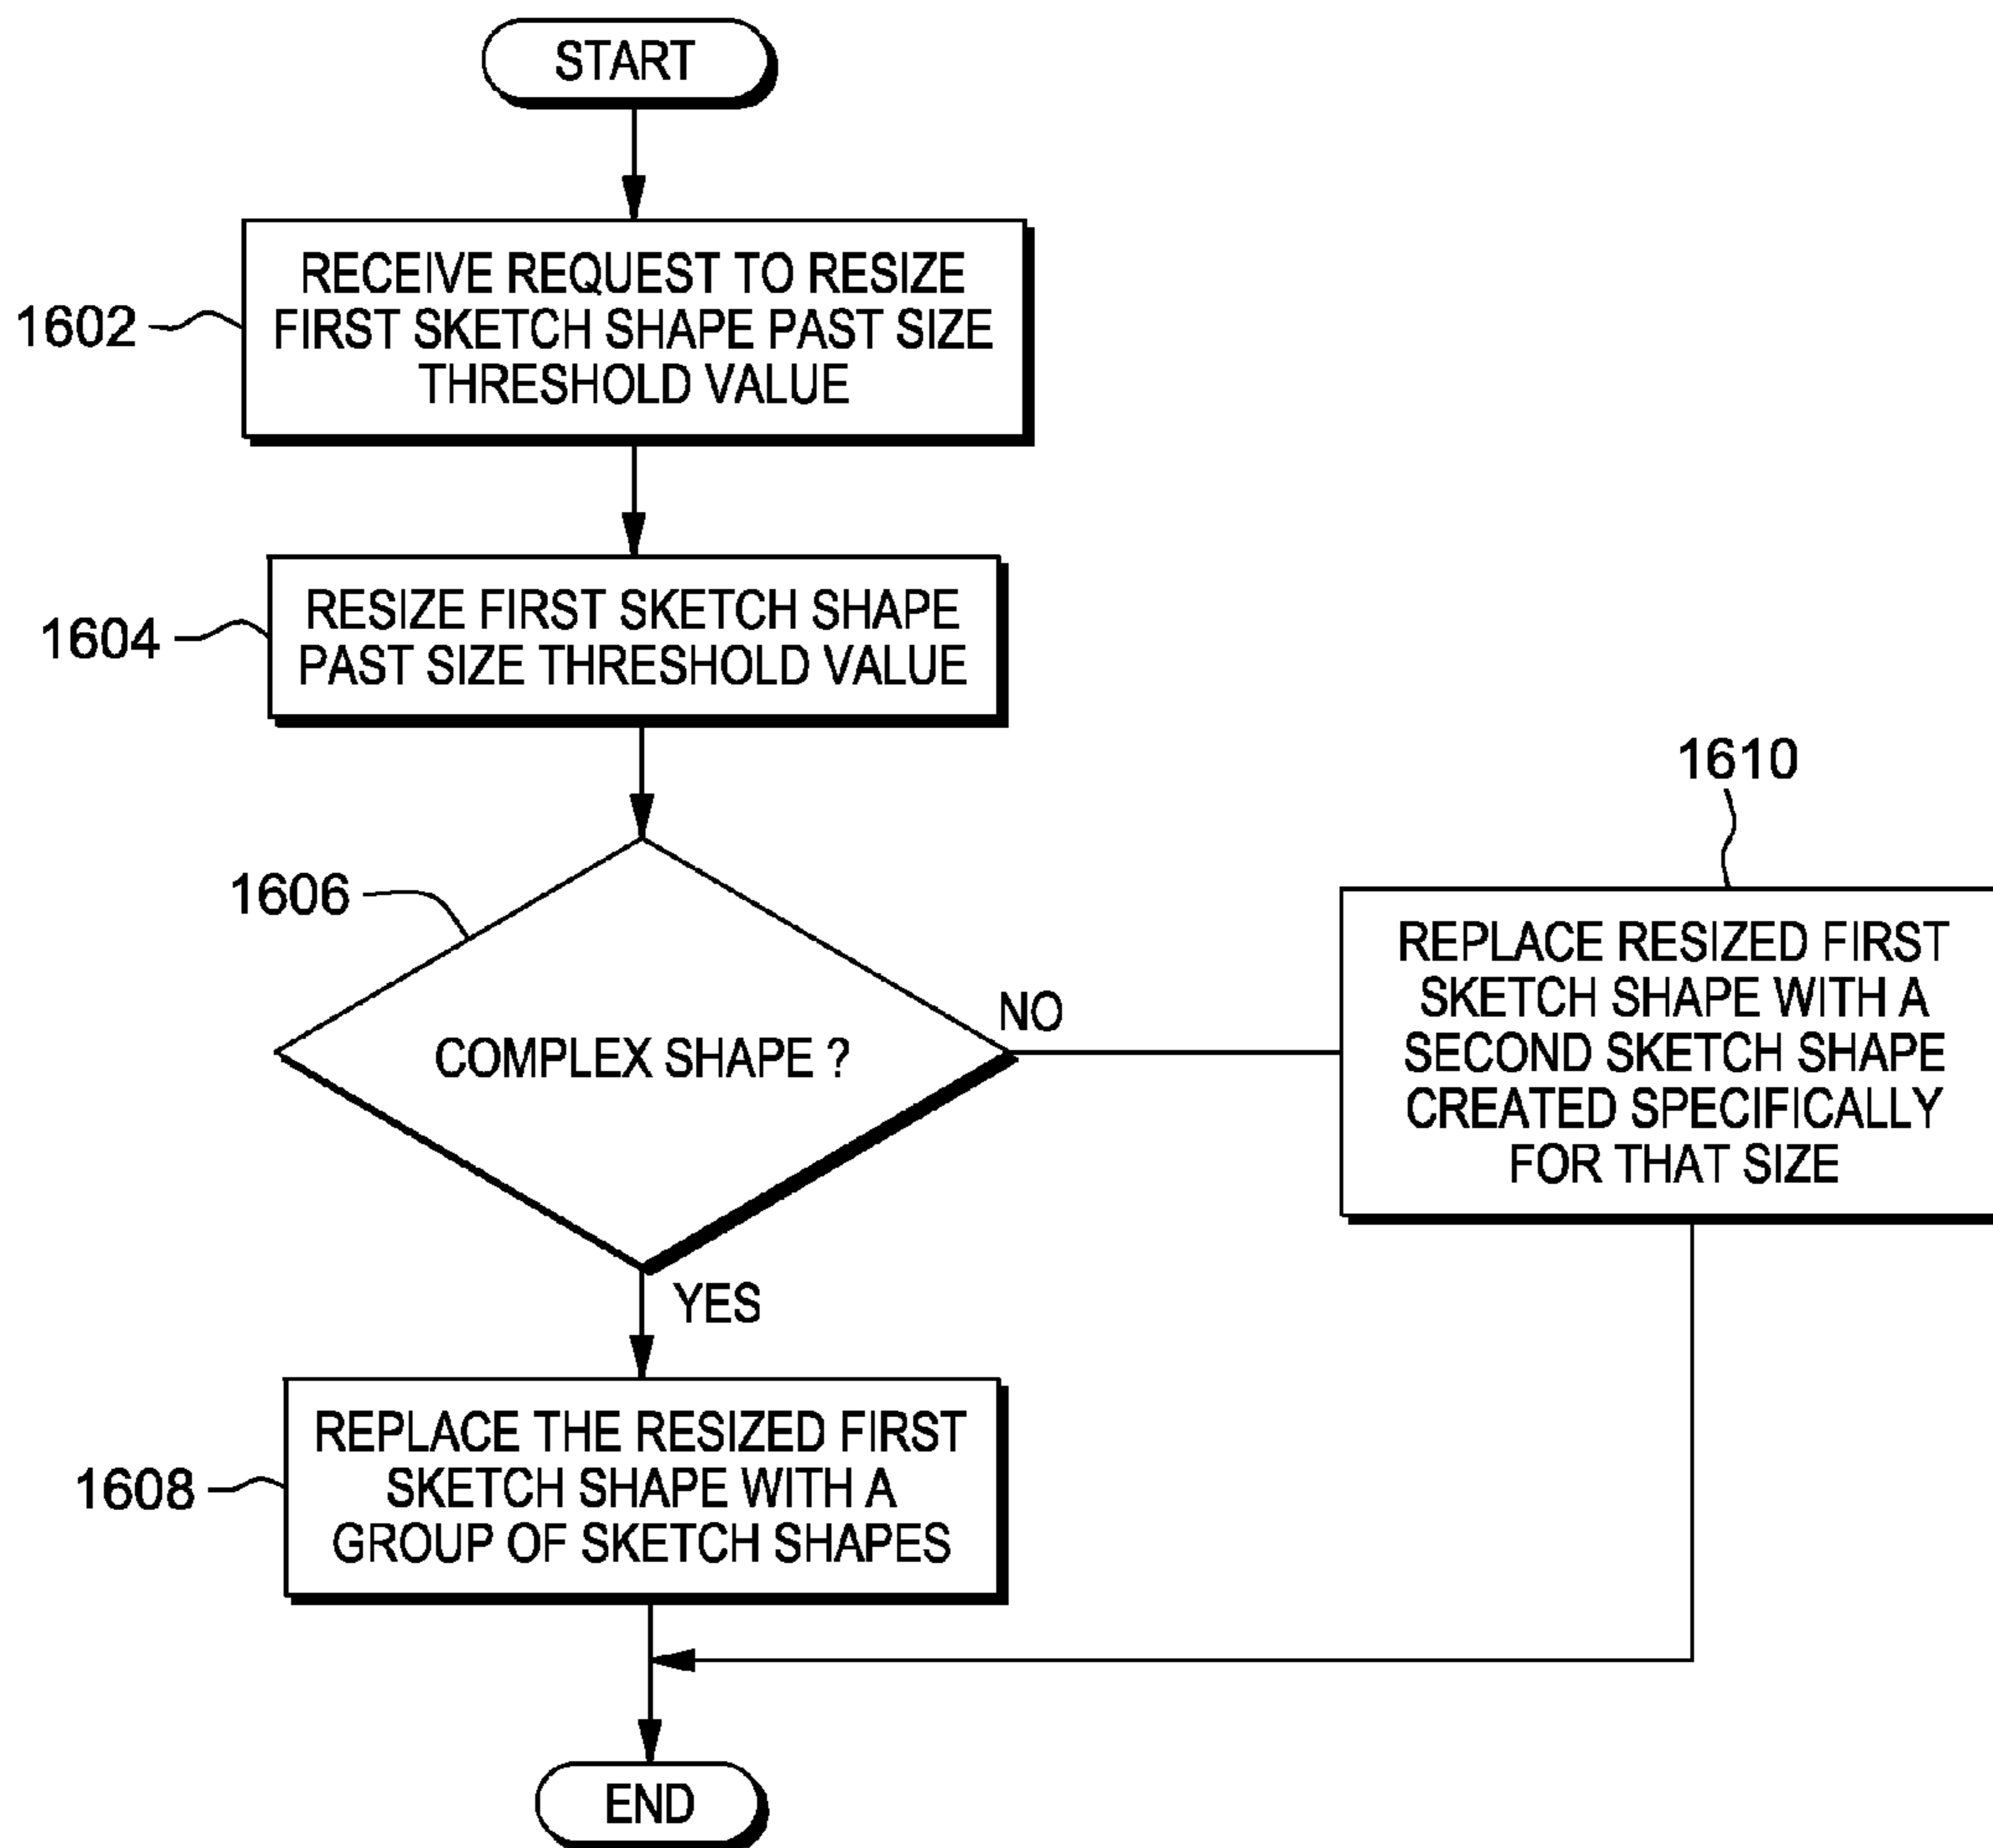 START
1602
RECEIVE REQUEST TO RESIZE
FIRST SKETCH SHAPE PAST SIZE
THRESHOLD VALUE
1604
RESIZE FIRST SKETCH SHAPE
PAST SIZE THRESHOLD VALUE
1606
COMPLEX SHAPE ?
NO
1610
REPLACE RESIZED FIRST
SKETCH SHAPE WITH A
SECOND SKETCH SHAPE
CREATED SPECIFICALLY
FOR THAT SIZE
YES
1608
REPLACE THE RESIZED FIRST
SKETCH SHAPE WITH A
GROUP OF SKETCH SHAPES
END